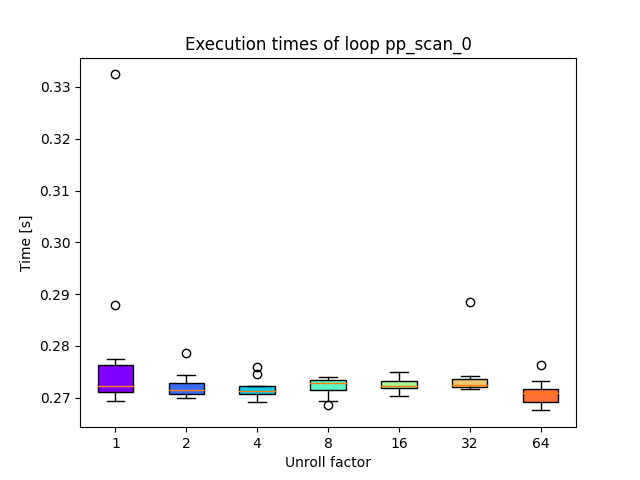 Execution times of loop pp_scan_0
0.33
0.32
0.31
0.30
0.29
0.28
0.27
Time [s]
1 2 4 8 16 32 64
Unroll factor